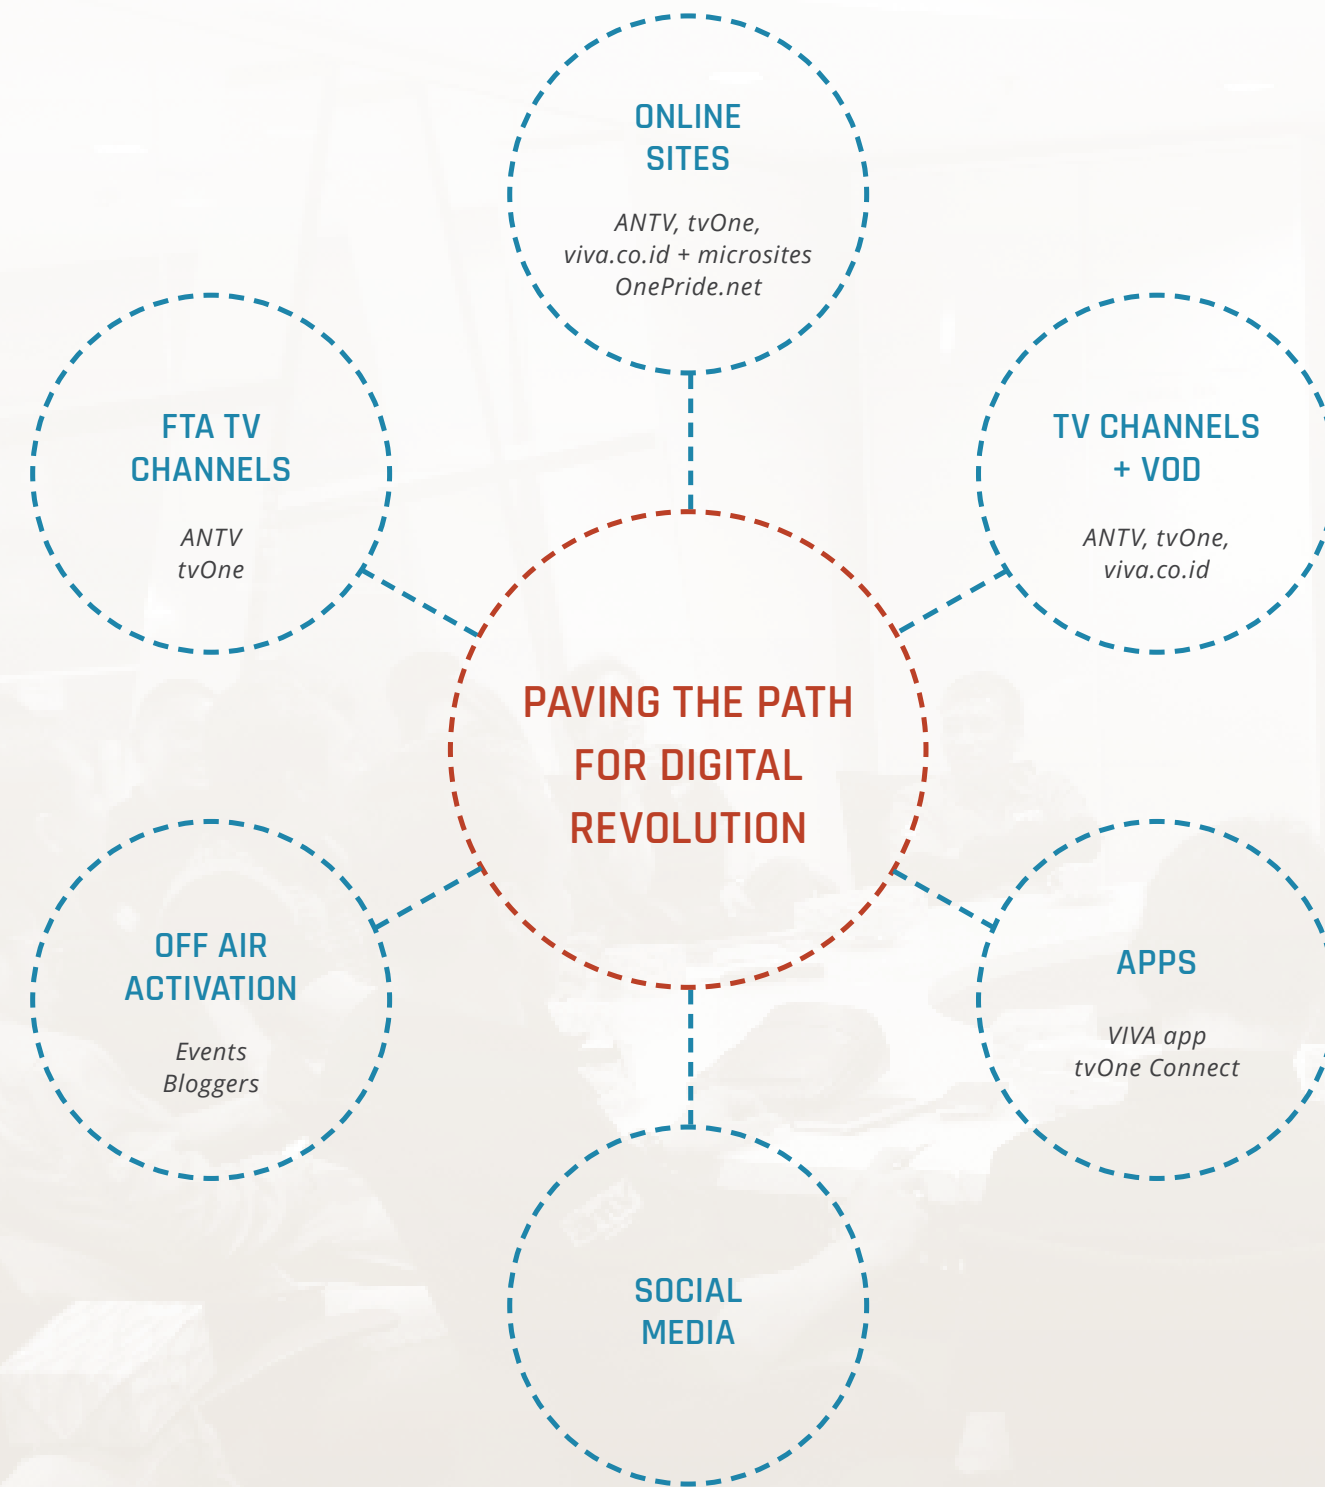 ONLINE
SITES
ANTV, tvOne,
viva.co.id + microsites
OnePride.net
FTA TV
CHANNELS
ANTV
tvOne
TV CHANNELS
+ VOD
ANTV, tvOne,
viva.co.id
PAVING THE PATH
FOR DIGITAL
REVOLUTION
OFF AIR
ACTIVATION
Events
Bloggers
APPS
VIVA app
tvOne Connect
SOCIAL
MEDIA